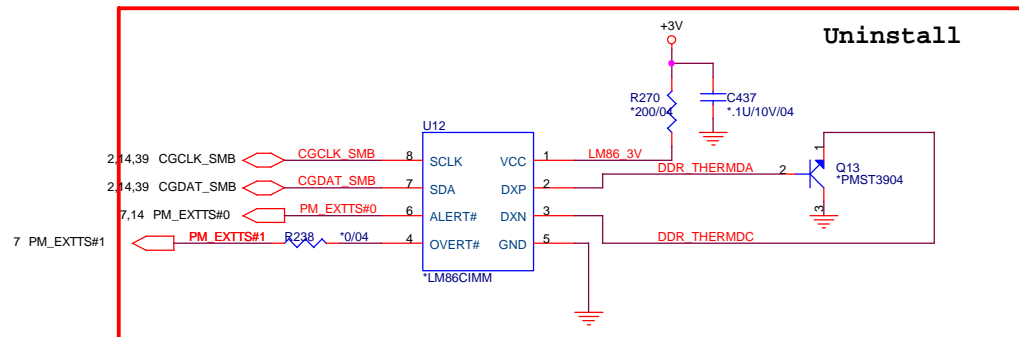 +3V
Uninstall
R270
*200/04
C437
*.1U/10V/04
U12
2,14,39 CGCLK_SMB
CGCLK_SMB
8
SCLK
VCC
1
LM86_3V
DDR_THERMDA
2
1
Q13
*PMST3904
3
2,14,39 CGDAT_SMB
CGDAT_SMB
7
SDA
DXP
2
7,14 PM_EXTTS#0
PM_EXTTS#0
6
ALERT#
DXN
3
7 PM_EXTTS#1
PM_EXTTS#1
R238
*0/04
4
OVERT#
GND
5
DDR_THERMDC
*LM86CIMM